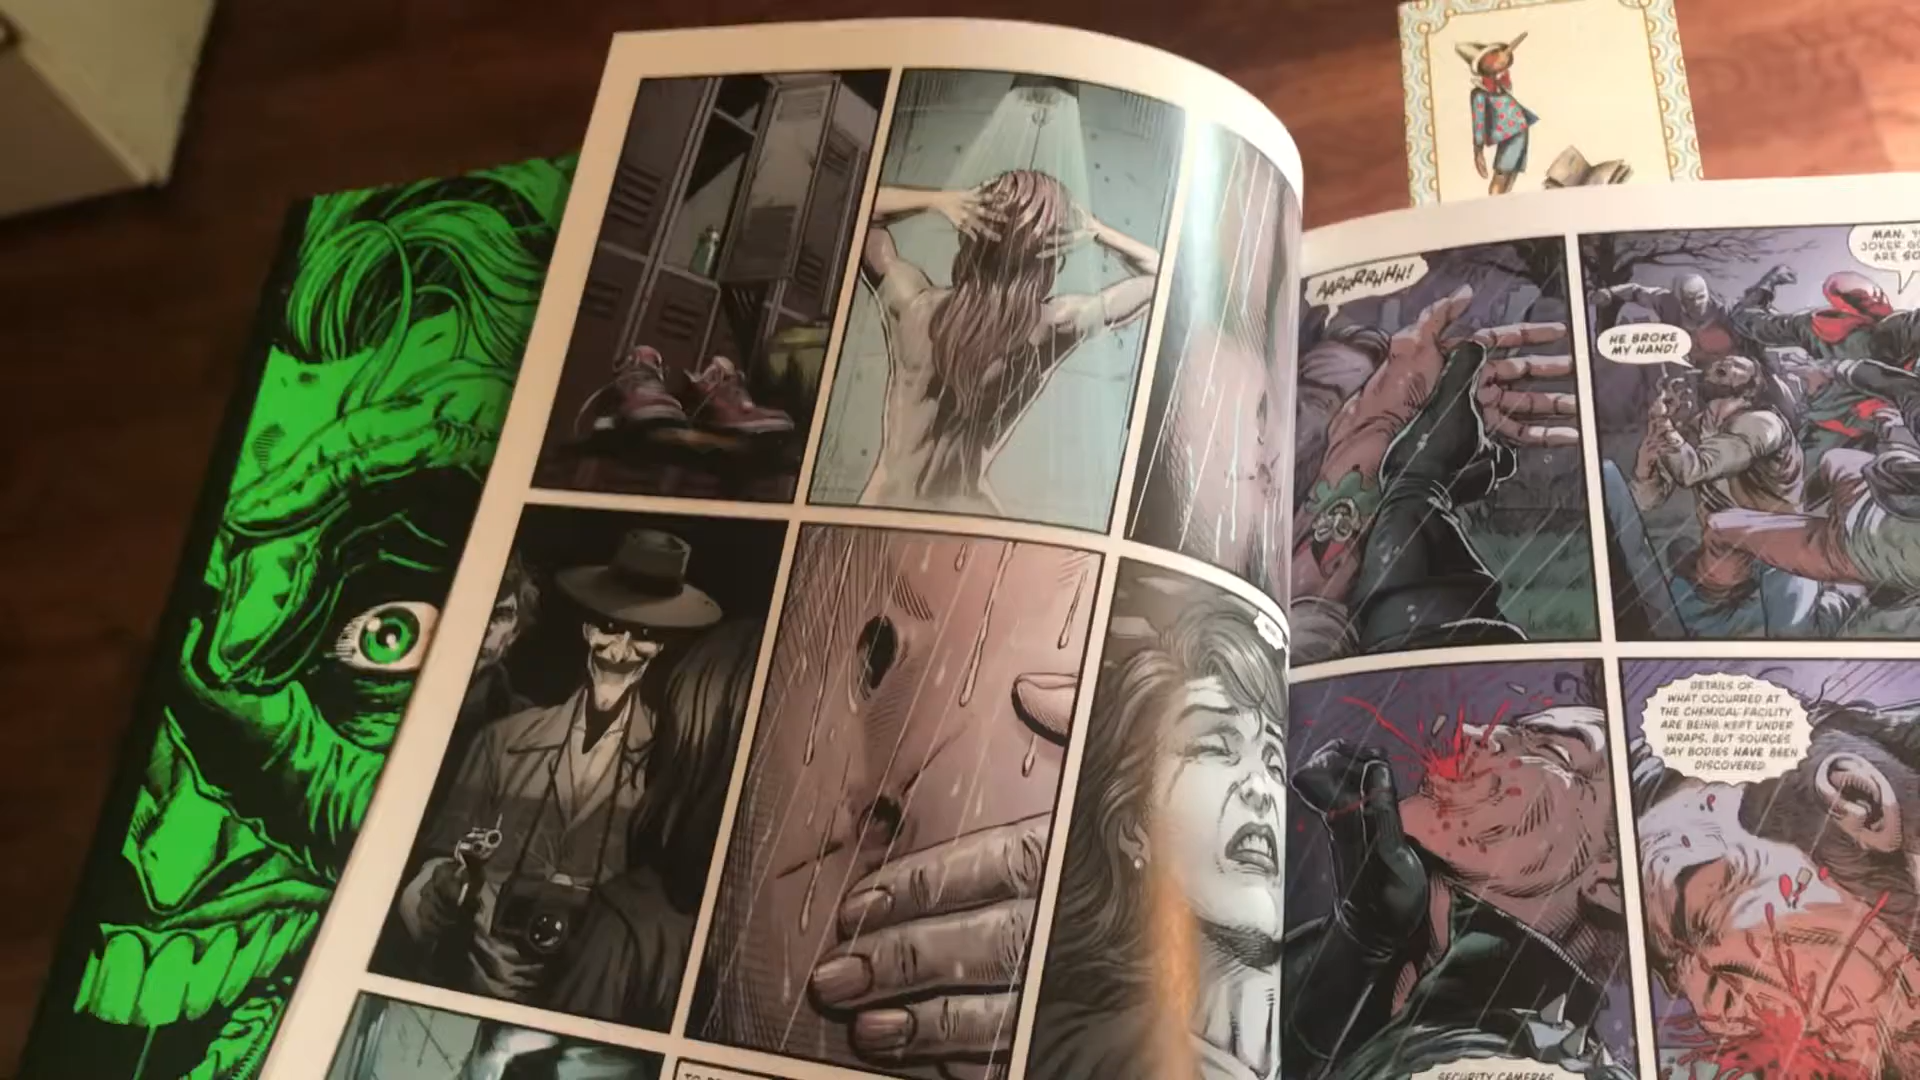 AARRRRHHH!
MAN:
JOKER
ARE
HE BROKE
MY HAND!
DETAILS OF
WHAT OCCURRED AT
THE CHEMICAL FACILITY
ARE BEING KEPT UNDER
WRAPS, BUT SOURCES
SAY BODIES HAVE BEEN
DISCOVERED.
SECURITY CAMERAS